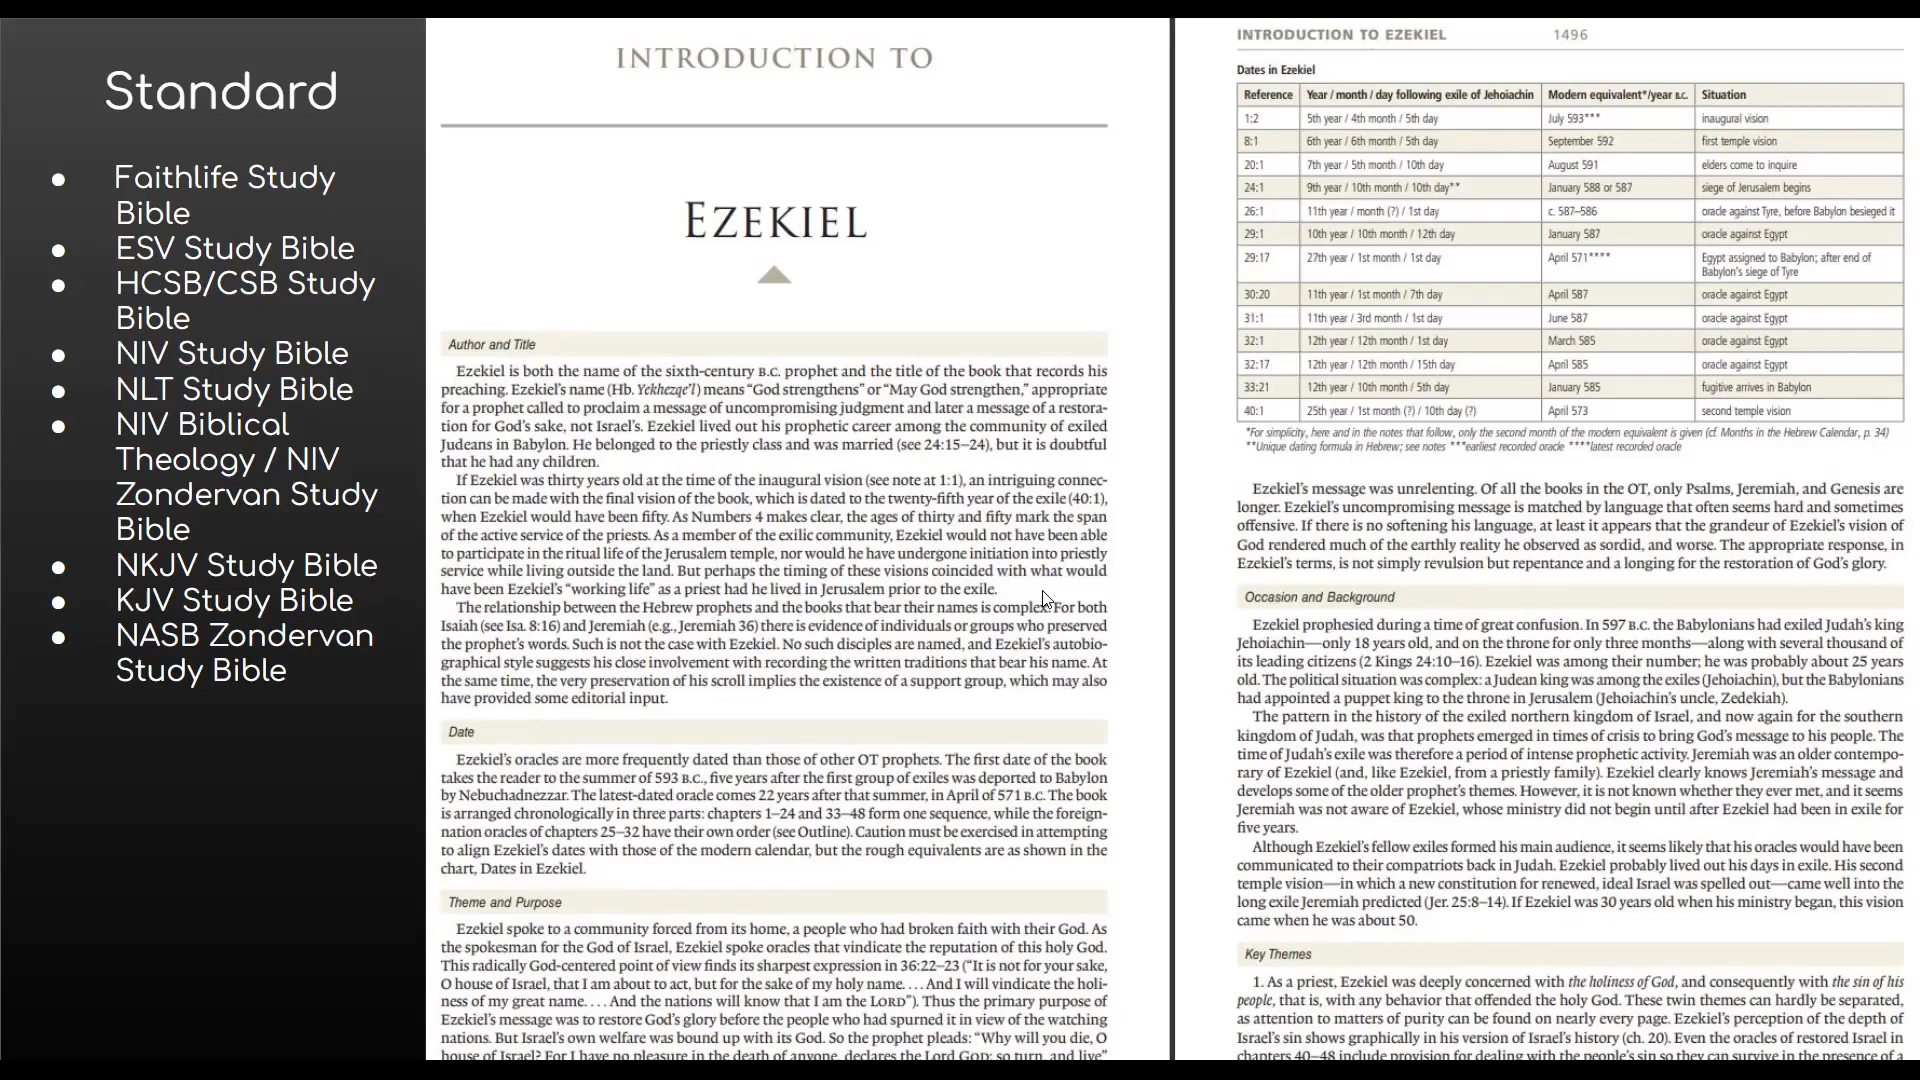 Standard
● Faithlife Study
Bible
● ESV Study Bible
● HCSB/CSB Study
Bible
● NIV Study Bible
● NLT Study Bible
● NIV Biblical
Theology / NIV
Zondervan Study
Bible
● NKJV Study Bible
● KJV Study Bible
● NASB Zondervan
Study Bible
INTRODUCTION TO
EZEKIEL
Author and Title
Ezekiel is both the name of the sixth-century B.C. prophet and the title of the book that records his
preaching. Ezekiel's name (Hb. Yekhezqe'l) means “God strengthens” or “May God strengthen,” appropriate
for a prophet called to proclaim a message of uncompromising judgment and later a message of a restora-
tion for God's sake, not Israel's. Ezekiel lived out his prophetic career among the community of exiled
Judeans in Babylon. He belonged to the priestly class and was married (see 24:15–24), but it is doubtful
that he had any children.
If Ezekiel was thirty years old at the time of the inaugural vision (see note at 1:1), an intriguing connec-
tion can be made with the final vision of the book, which is dated to the twenty-fifth year of the exile (40:1),
when Ezekiel would have been fifty. As Numbers 4 makes clear, the ages of thirty and fifty mark the span
of the active service of the priests. As a member of the exilic community, Ezekiel would not have been able
to participate in the ritual life of the Jerusalem temple, nor would he have undergone initiation into priestly
service while living outside the land. But perhaps the timing of these visions coincided with what would
have been Ezekiel's “working life” as a priest had he lived in Jerusalem prior to the exile.
The relationship between the Hebrew prophets and the books that bear their names is complex. For both
Isaiah (see Isa. 8:16) and Jeremiah (e.g., Jeremiah 36) there is evidence of individuals or groups who preserved
the prophet's words. Such is not the case with Ezekiel. No such disciples are named, and Ezekiel's autobio-
graphical style suggests his close involvement with recording the written traditions that bear his name. At
the same time, the very preservation of his scroll implies the existence of a support group, which may also
have provided some editorial input.
Date
Ezekiel's oracles are more frequently dated than those of other OT prophets. The first date of the book
takes the reader to the summer of 593 B.C., five years after the first group of exiles was deported to Babylon
by Nebuchadnezzar. The latest-dated oracle comes 22 years after that summer, in April of 571 B.C. The book
is arranged chronologically in three parts: chapters 1–24 and 33–48 form one sequence, while the foreign-
nation oracles of chapters 25–32 have their own order (see Outline). Caution must be exercised in attempting
to align Ezekiel's dates with those of the modern calendar, but the rough equivalents are as shown in the
chart, Dates in Ezekiel.
Theme and Purpose
Ezekiel spoke to a community forced from its home, a people who had broken faith with their God. As
the spokesman for the God of Israel, Ezekiel spoke oracles that vindicate the reputation of this holy God.
This radically God-centered point of view finds its sharpest expression in 36:22–23 (“It is not for your sake,
O house of Israel, that I am about to act, but for the sake of my holy name. . . . And I will vindicate the holi-
ness of my great name. . . . And the nations will know that I am the LORD”). Thus the primary purpose of
Ezekiel's message was to restore God's glory before the people who had spurned it in view of the watching
nations. But Israel's own welfare was bound up with its God. So the prophet pleads: “Why will you die, O
house of Israel? For I have no pleasure in the death of anyone, declares the Lord GOD; so turn, and live”
INTRODUCTION TO EZEKIEL 1496
Dates in Ezekiel
Reference Year / month / day following exile of Jehoiachin Modern equivalent*/year B.C. Situation
1:2 5th year / 4th month / 5th day July 593*** inaugural vision
8:1 6th year / 6th month / 5th day September 592 first temple vision
20:1 7th year / 5th month / 10th day August 591 elders come to inquire
24:1 9th year / 10th month / 10th day** January 588 or 587 siege of Jerusalem begins
26:1 11th year / month (?) / 1st day c. 587–586 oracle against Tyre, before Babylon besieged it
29:1 10th year / 10th month / 12th day January 587 oracle against Egypt
29:17 27th year / 1st month / 1st day April 571**** Egypt assigned to Babylon; after end of
Babylon's siege of Tyre
30:20 11th year / 1st month / 7th day April 587 oracle against Egypt
31:1 11th year / 3rd month / 1st day June 587 oracle against Egypt
32:1 12th year / 12th month / 1st day March 585 oracle against Egypt
32:17 12th year / 12th month / 15th day April 585 oracle against Egypt
33:21 12th year / 10th month / 5th day January 585 fugitive arrives in Babylon
40:1 25th year / 1st month (?) / 10th day (?) April 573 second temple vision
*For simplicity, here and in the notes that follow, only the second month of the modern equivalent is given (cf. Months in the Hebrew Calendar, p. 34)
**Unique dating formula in Hebrew; see notes ***earliest recorded oracle ****latest recorded oracle
Ezekiel's message was unrelenting. Of all the books in the OT, only Psalms, Jeremiah, and Genesis are
longer. Ezekiel's uncompromising message is matched by language that often seems hard and sometimes
offensive. If there is no softening his language, at least it appears that the grandeur of Ezekiel's vision of
God rendered much of the earthly reality he observed as sordid, and worse. The appropriate response, in
Ezekiel's terms, is not simply revulsion but repentance and a longing for the restoration of God's glory.
Occasion and Background
Ezekiel prophesied during a time of great confusion. In 597 B.C. the Babylonians had exiled Judah's king
Jehoiachin—only 18 years old, and on the throne for only three months—along with several thousand of
its leading citizens (2 Kings 24:10–16). Ezekiel was among their number; he was probably about 25 years
old. The political situation was complex: a Judean king was among the exiles (Jehoiachin), but the Babylonians
had appointed a puppet king to the throne in Jerusalem (Jehoiachin's uncle, Zedekiah).
The pattern in the history of the exiled northern kingdom of Israel, and now again for the southern
kingdom of Judah, was that prophets emerged in times of crisis to bring God's message to his people. The
time of Judah's exile was therefore a period of intense prophetic activity. Jeremiah was an older contempo-
rary of Ezekiel (and, like Ezekiel, from a priestly family). Ezekiel clearly knows Jeremiah's message and
develops some of the older prophet's themes. However, it is not known whether they ever met, and it seems
Jeremiah was not aware of Ezekiel, whose ministry did not begin until after Ezekiel had been in exile for
five years.
Although Ezekiel's fellow exiles formed his main audience, it seems likely that his oracles would have been
communicated to their compatriots back in Judah. Ezekiel probably lived out his days in exile. His second
temple vision—in which a new constitution for renewed, ideal Israel was spelled out—came well into the
long exile Jeremiah predicted (Jer. 25:8–14). If Ezekiel was 30 years old when his ministry began, this vision
came when he was about 50.
Key Themes
1. As a priest, Ezekiel was deeply concerned with the holiness of God, and consequently with the sin of his
people, that is, with any behavior that offended the holy God. These twin themes can hardly be separated,
as attention to matters of purity can be found on nearly every page. Ezekiel's perception of the depth of
Israel's sin shows graphically in his version of Israel's history (ch. 20). Even the oracles of restored Israel in
chapters 40–48 include provision for dealing with the people's sin so they can survive in the presence of a